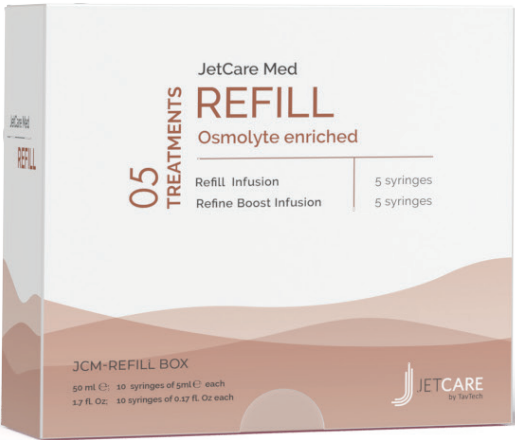 JetCare Med
REFILL
Osmolyte enriched
05
TREATMENTS
Refill Infusion 5 syringes
Refine Boost Infusion 5 syringes
JetCare Med
REFILL
JCM-REFILL BOX
50 ml ℮; 10 syringes of 5ml ℮ each
1.7 fl. Oz; 10 syringes of 0.17 fl. Oz each
JETCARE
by TavTech